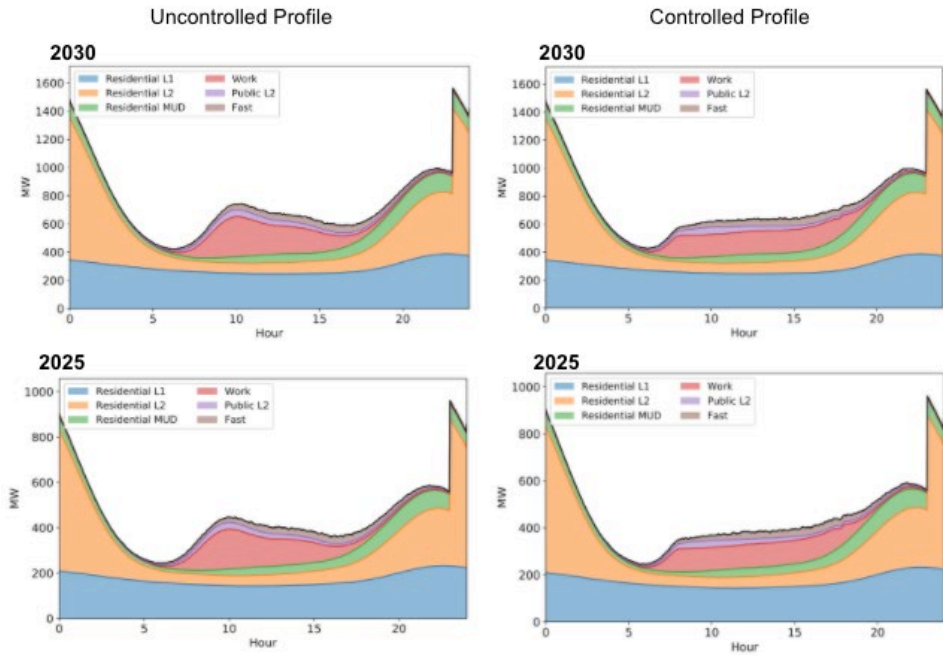 Uncontrolled Profile
Controlled Profile
2030
1600
1400
1200
1000
800
600
400
200
0
MW
Residential L1
Residential L2
Residential MUD
Work
Public L2
Fast
0 5 10 15 20
Hour
2030
1600
1400
1200
1000
800
600
400
200
0
MW
Residential L1
Residential L2
Residential MUD
Work
Public L2
Fast
0 5 10 15 20
Hour
2025
1000
800
600
400
200
0
MW
Residential L1
Residential L2
Residential MUD
Work
Public L2
Fast
0 5 10 15 20
Hour
2025
1000
800
600
400
200
0
MW
Residential L1
Residential L2
Residential MUD
Work
Public L2
Fast
0 5 10 15 20
Hour